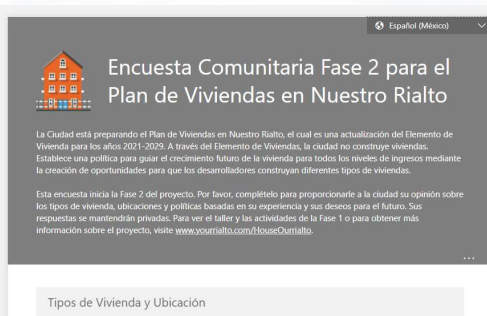 Español (México)
Encuesta Comunitaria Fase 2 para el
Plan de Viviendas en Nuestro Rialto
La Ciudad está preparando el Plan de Viviendas en Nuestro Rialto, el cual es una actualización del Elemento de
Vivienda para los años 2021-2029. A través del Elemento de Viviendas, la ciudad no construye viviendas.
Establece una política para guiar el crecimiento futuro de la vivienda para todos los niveles de ingresos mediante
la creación de oportunidades para que los desarrolladores construyan diferentes tipos de viviendas.
Esta encuesta inicia la Fase 2 del proyecto. Por favor, complételo para proporcionarle a la ciudad su opinión sobre
los tipos de vivienda, ubicaciones y políticas basadas en su experiencia y sus deseos para el futuro. Sus
respuestas se mantendrán privadas. Para ver el taller y las actividades de la Fase 1 o para obtener más
información sobre el proyecto, visite www.yourrialto.com/HouseOurrialto.
...
Tipos de Vivienda y Ubicación